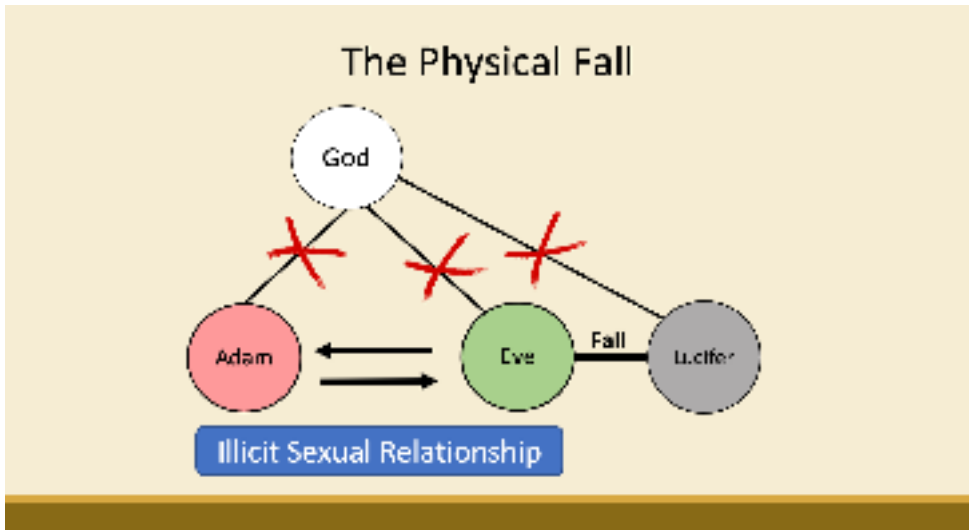 The Physical Fall
God
Adam
Eve
Fall
Lucifer
Illicit Sexual Relationship